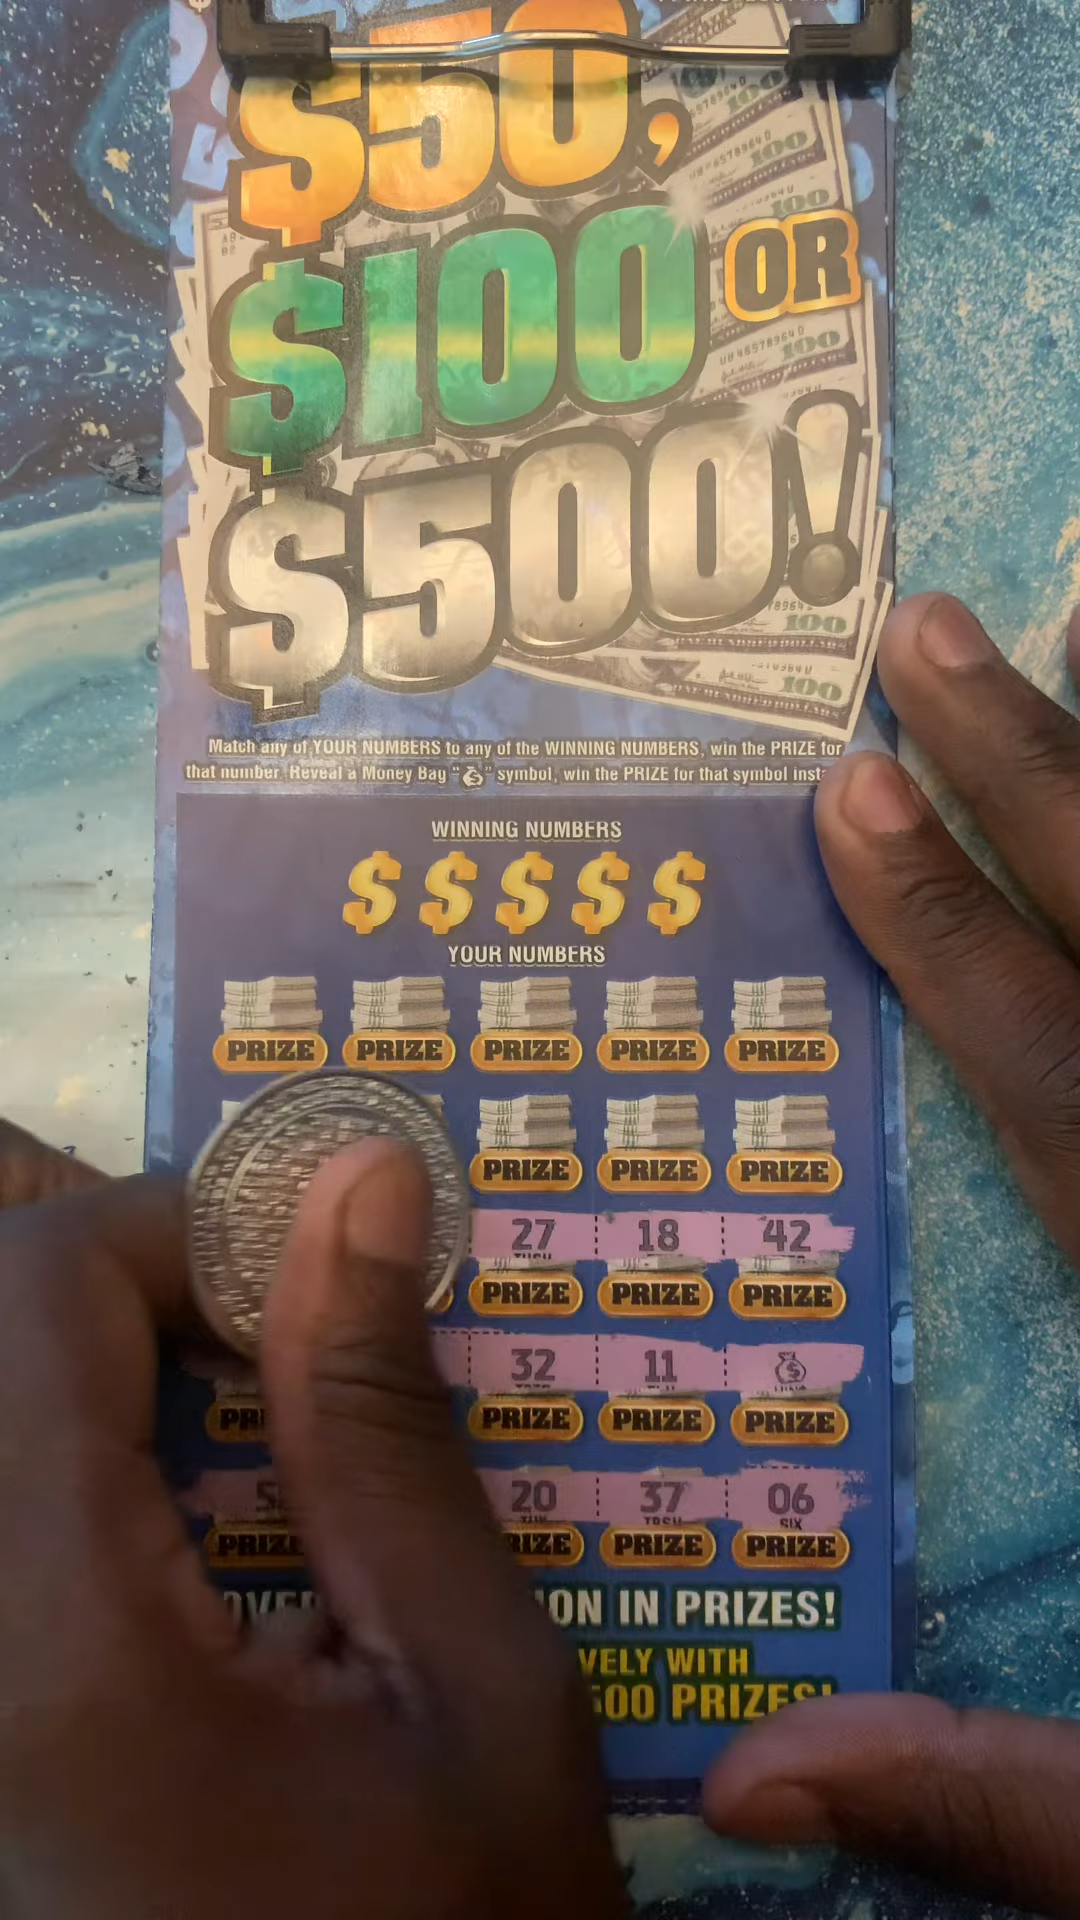 $50,
$100 OR
$500!
Match any of YOUR NUMBERS to any of the WINNING NUMBERS, win the PRIZE for
that number. Reveal a Money Bag " " symbol, win the PRIZE for that symbol
WINNING NUMBERS
$ $ $ $ $
YOUR NUMBERS
PRIZE PRIZE PRIZE PRIZE PRIZE
PRIZE PRIZE PRIZE
27 18 42
PRIZE PRIZE PRIZE
32 11
PRIZE PRIZE PRIZE
20 37 06
SIX
PRIZE PRIZE PRIZE
IN PRIZES!
WITH
PRIZES!